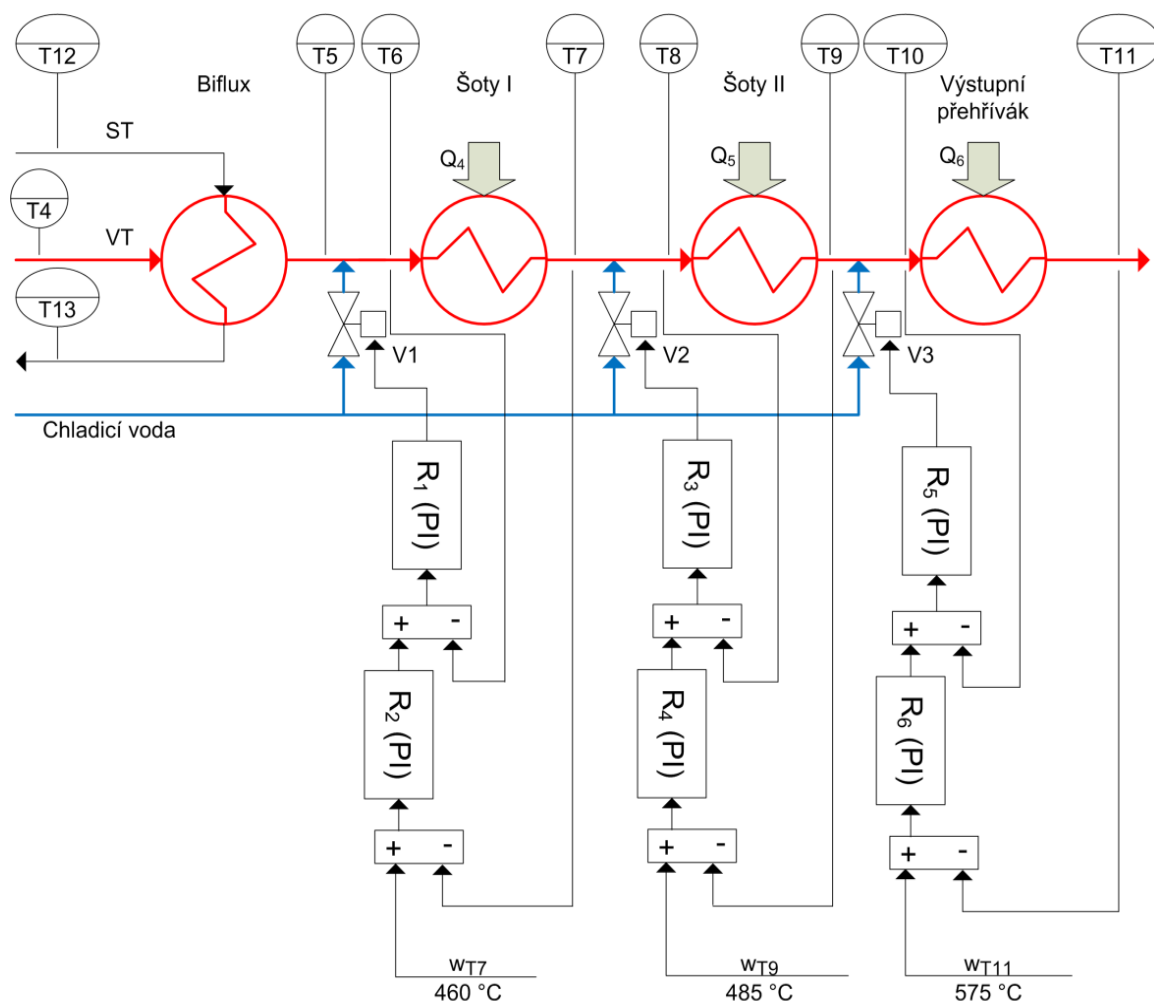 T12
T5
T6
T7
T8
T9
T10
T11
Biflux
Šoty I
Šoty II
Výstupní
přehřívák
ST
Q4
Q5
Q6
T4
VT
T13
V1
V2
V3
Chladicí voda
R1 (PI)
R3 (PI)
R5 (PI)
+ -
+ -
+ -
R2 (PI)
R4 (PI)
R6 (PI)
+ -
+ -
+ -
wT7
460 °C
wT9
485 °C
wT11
575 °C